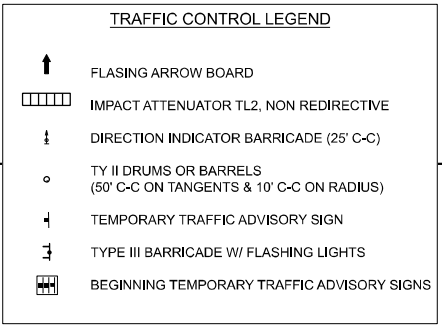 TRAFFIC CONTROL LEGEND
FLASING ARROW BOARD
IMPACT ATTENUATOR TL2, NON REDIRECTIVE
DIRECTION INDICATOR BARRICADE (25' C-C)
TY II DRUMS OR BARRELS
(50' C-C ON TANGENTS & 10' C-C ON RADIUS)
TEMPORARY TRAFFIC ADVISORY SIGN
TYPE III BARRICADE W/ FLASHING LIGHTS
BEGINNING TEMPORARY TRAFFIC ADVISORY SIGNS